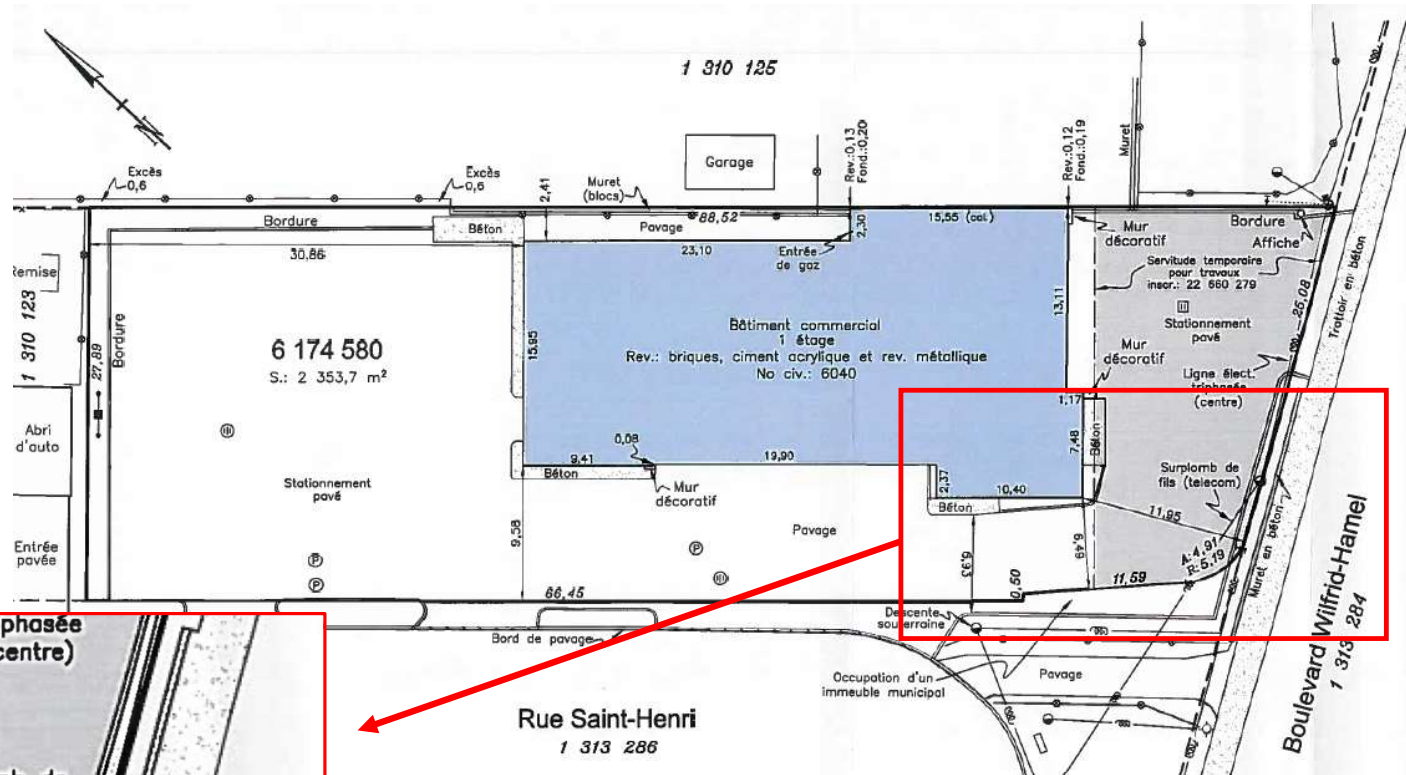 1 310 125
Garage
Excès
0,6
Excès
0,6
2,41
Muret
(blocs)
88,52
Rev.:0,13
Fond.:0,20
Rev.:0,12
Fond.:0,19
Muret
Bordure
Béton
Pavage
15,55 (cal.)
2,30
30,86
23,10
Entrée
de gaz
Mur
décoratif
Bordure
Affiche
Servitude temporaire
pour travaux
inscr.: 22 660 279
Remise
1 310 123
27,89
Bordure
6 174 580
S.: 2 353,7 m²
15,95
Bâtiment commercial
1 étage
Rev.: briques, ciment acrylique et rev. métallique
No civ.: 6040
13,11
Stationnement
pavé
25,08
Trottoir en béton
Mur
décoratif
Ligne élect.
triphasée
(centre)
1,17
7,48
Béton
Abri
d'auto
0,08
9,41
19,90
Béton
Mur
décoratif
2,37
10,40
Béton
Surplomb de
fils (telecom)
11,95
Stationnement
pavé
Entrée
pavée
9,58
Pavage
P
P
6,93
6,49
A:4,91
R:5,19
Muret en béton
66,45
0,50
11,59
Descente
souterraine
Bord de pavage
Occupation d'un
immeuble municipal
Pavage
Rue Saint-Henri
1 313 286
Boulevard Wilfrid-Hamel
1 313 284
phasée
centre)